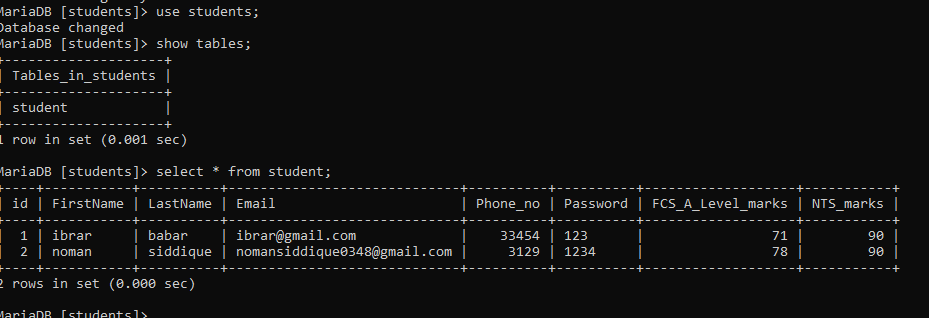 MariaDB [students]> use students;
Database changed
MariaDB [students]> show tables;
+--------------------+
| Tables_in_students |
+--------------------+
| student            |
+--------------------+
1 row in set (0.001 sec)
MariaDB [students]> select * from student;
+----+-----------+----------+-----------------------------+----------+----------+-------------------+-----------+
| id | FirstName | LastName | Email                       | Phone_no | Password | FCS_A_Level_marks | NTS_marks |
+----+-----------+----------+-----------------------------+----------+----------+-------------------+-----------+
|  1 | ibrar     | babar    | ibrar@gmail.com             |    33454 | 123      |                71 |        90 |
|  2 | noman     | siddique | nomansiddique0348@gmail.com |     3129 | 1234     |                78 |        90 |
+----+-----------+----------+-----------------------------+----------+----------+-------------------+-----------+
2 rows in set (0.000 sec)
MariaDB [students]>